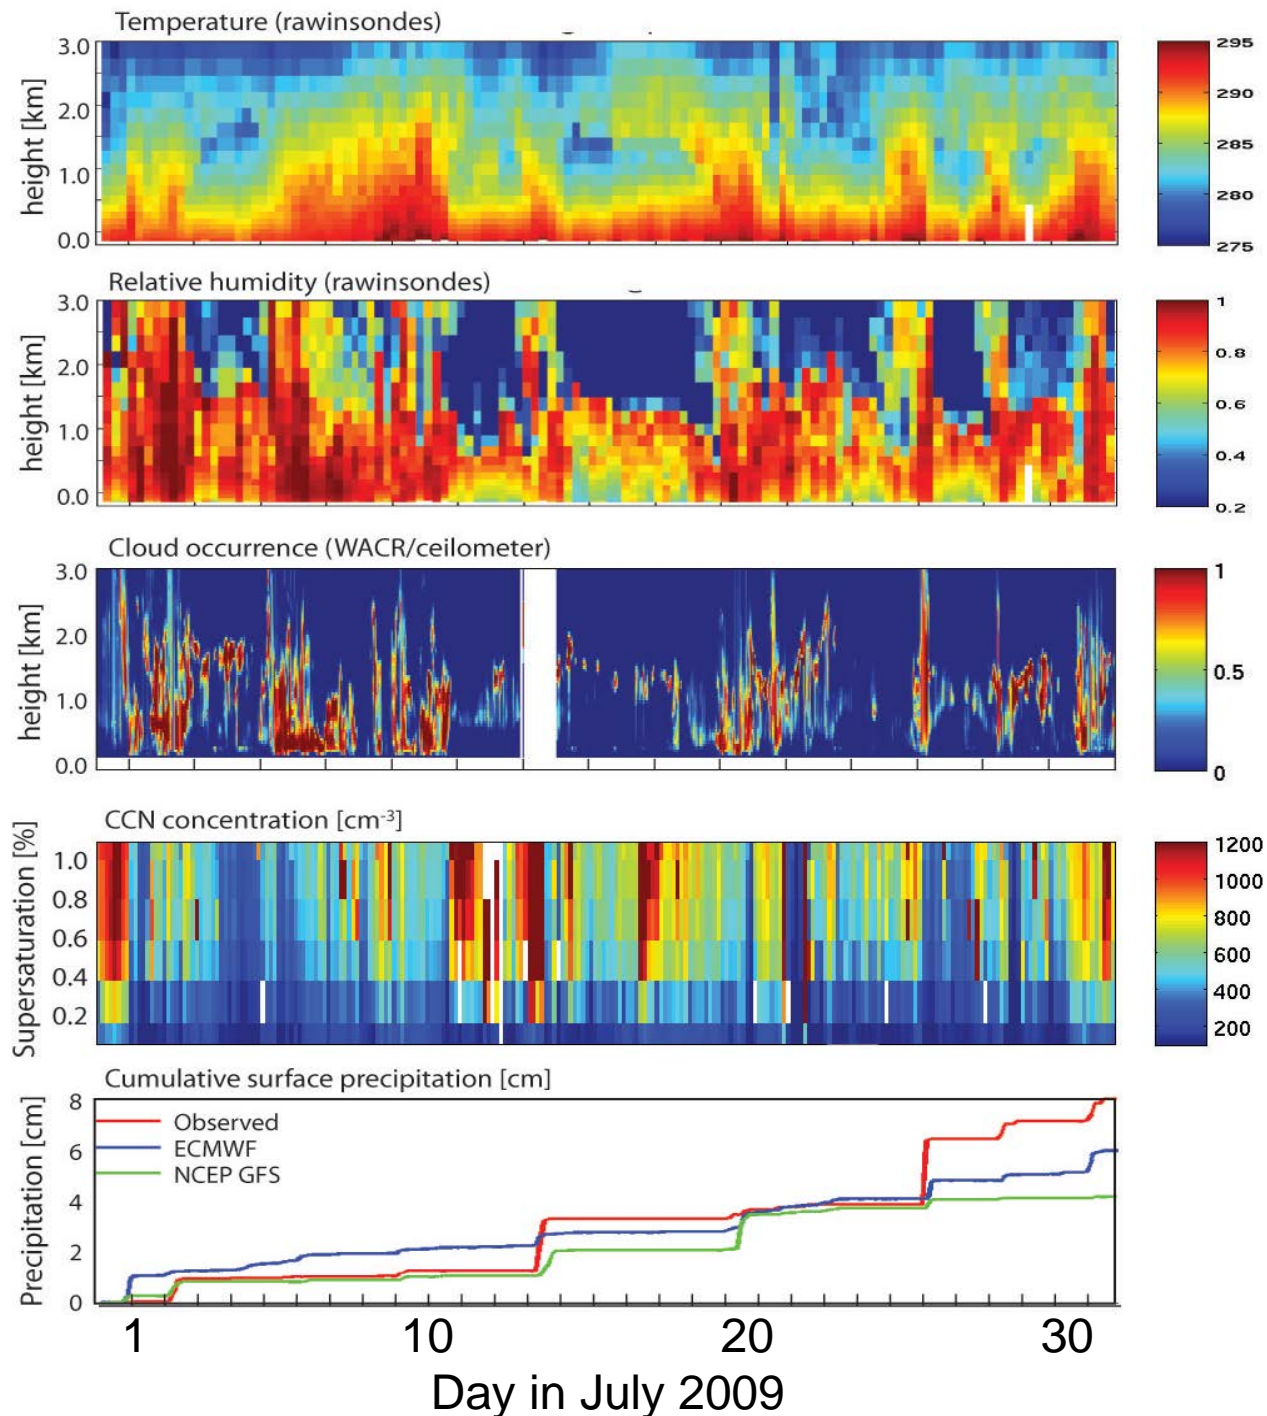 Temperature (rawinsondes)
3.0
2.0
1.0
0.0
height [km]
295
290
285
280
275
Relative humidity (rawinsondes)
3.0
2.0
1.0
0.0
height [km]
1
0.8
0.6
0.4
0.2
Cloud occurrence (WACR/ceilometer)
3.0
2.0
1.0
0.0
height [km]
1
0.5
0
CCN concentration [cm-3]
1.0
0.8
0.6
0.4
0.2
Supersaturation [%]
1200
1000
800
600
400
200
Cumulative surface precipitation [cm]
8
6
4
2
0
Precipitation [cm]
Observed
ECMWF
NCEP GFS
1 10 20 30
Day in July 2009